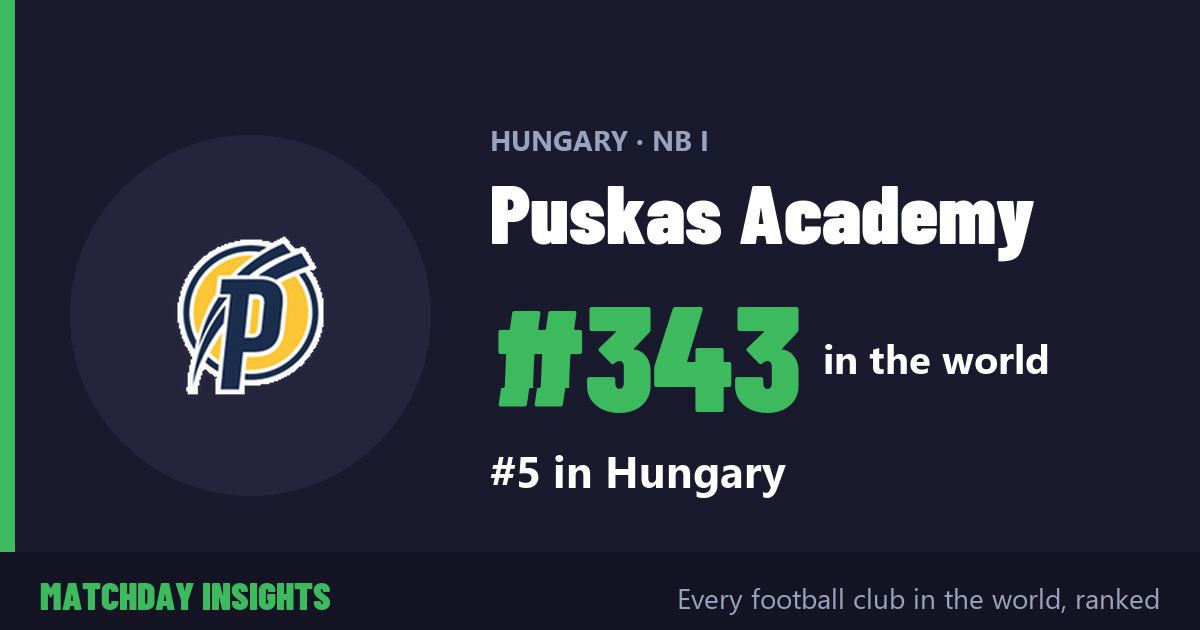 HUNGARY · NB I
Puskas Academy
#343 in the world
#5 in Hungary
P
MATCHDAY INSIGHTS
Every football club in the world, ranked